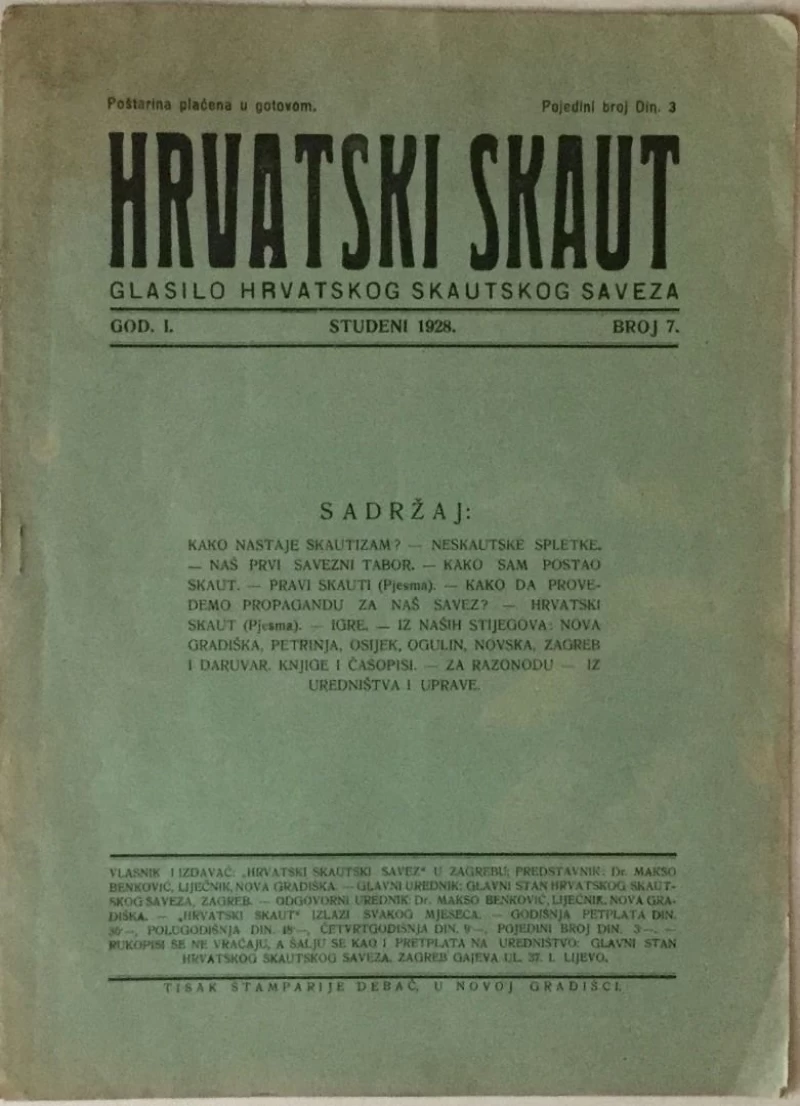 Poštarina plaćena u gotovom. Pojedini broj Din. 3
HRVATSKI SKAUT
GLASILO HRVATSKOG SKAUTSKOG SAVEZA
GOD. I. STUDENI 1928. BROJ 7.
SADRŽAJ:
KAKO NASTAJE SKAUTIZAM? — NESKAUTSKE SPLETKE.
— NAŠ PRVI SAVEZNI TABOR. — KAKO SAM POSTAO
SKAUT. — PRAVI SKAUTI (Pjesma). — KAKO DA PROVE-
DEMO PROPAGANDU ZA NAŠ SAVEZ? — HRVATSKI
SKAUT (Pjesma). — IGRE. — IZ NAŠIH STIJEGOVA: NOVA
GRADIŠKA, PETRINJA, OSIJEK, OGULIN, NOVSKA, ZAGREB
I DARUVAR. KNJIGE I ČASOPISI. — ZA RAZONODU — IZ
UREDNIŠTVA I UPRAVE.
VLASNIK I IZDAVAČ: „HRVATSKI SKAUTSKI SAVEZ" U ZAGREBU; PREDSTAVNIK: Dr. MAKSO
BENKOVIĆ, LIJEČNIK, NOVA GRADIŠKA. — GLAVNI UREDNIK: GLAVNI STAN HRVATSKOG SKAUT-
SKOG SAVEZA, ZAGREB. — ODGOVORNI UREDNIK Dr. MAKSO BENKOVIĆ, LIJEČNIK, NOVA GRA-
DIŠKA. — „HRVATSKI SKAUT" IZLAZI SVAKOG MJESECA. — GODIŠNJA PETPLATA DIN.
30—, POLUGODIŠNJA DIN. 18—, ČETVRTGODIŠNJA DIN. 9—, POJEDINI BROJ DIN. 3—. —
RUKOPISI SE NE VRAĆAJU, A ŠALJU SE KAO I PRETPLATA NA UREDNIŠTVO: GLAVNI STAN
HRVATSKOG SKAUTSKOG SAVEZA. ZAGREB GAJEVA UL. 37. I. LIJEVO.
TISAK ŠTAMPARIJE DEBAČ, U NOVOJ GRADIŠCI.